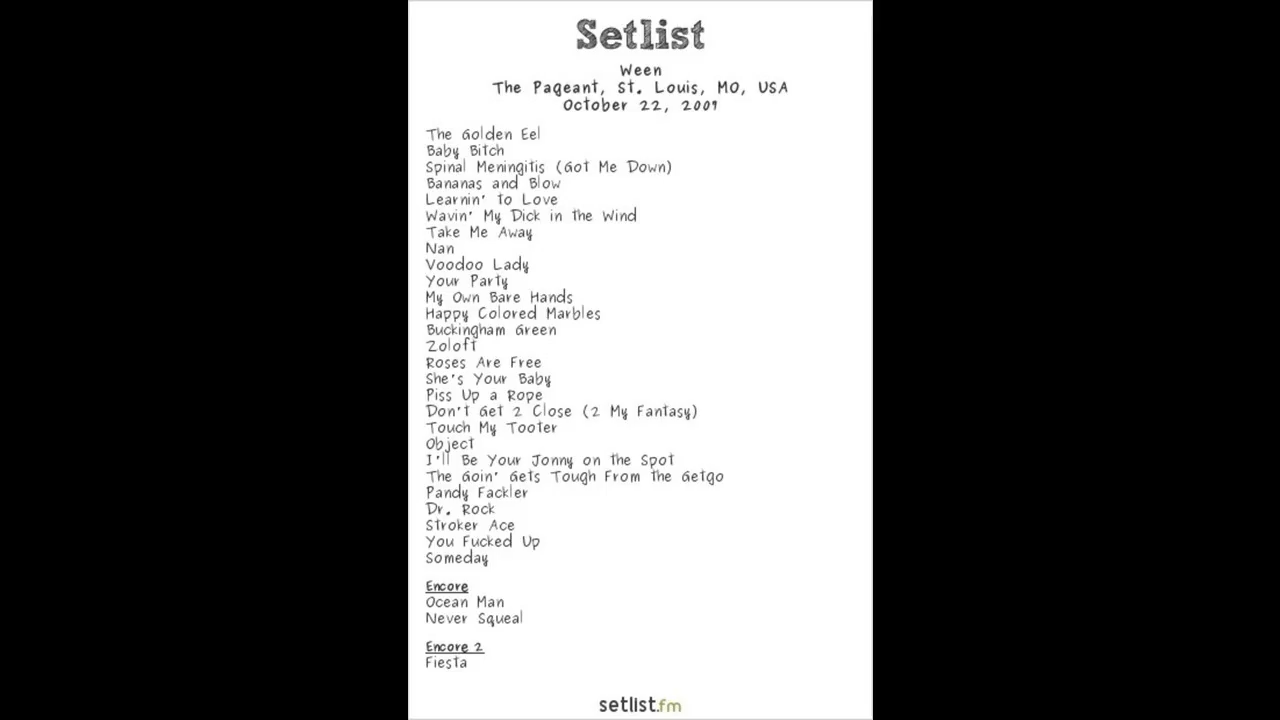 Setlist
Ween
The Pageant, St. Louis, MO, USA
October 22, 2009
The Golden Eel
Baby Bitch
Spinal Meningitis (Got Me Down)
Bananas and Blow
Learnin' to Love
Wavin' My Dick in the Wind
Take Me Away
Nan
Voodoo Lady
Your Party
My Own Bare Hands
Happy Colored Marbles
Buckingham Green
Zoloft
Roses Are Free
She's Your Baby
Piss Up a Rope
Don't Get 2 Close (2 My Fantasy)
Touch My Tooter
Object
I'll Be Your Jonny on the Spot
The Goin' Gets Tough From the Getgo
Pandy Fackler
Dr. Rock
Stroker Ace
You Fucked Up
Someday
Encore
Ocean Man
Never Squeal
Encore 2
Fiesta
setlist.fm